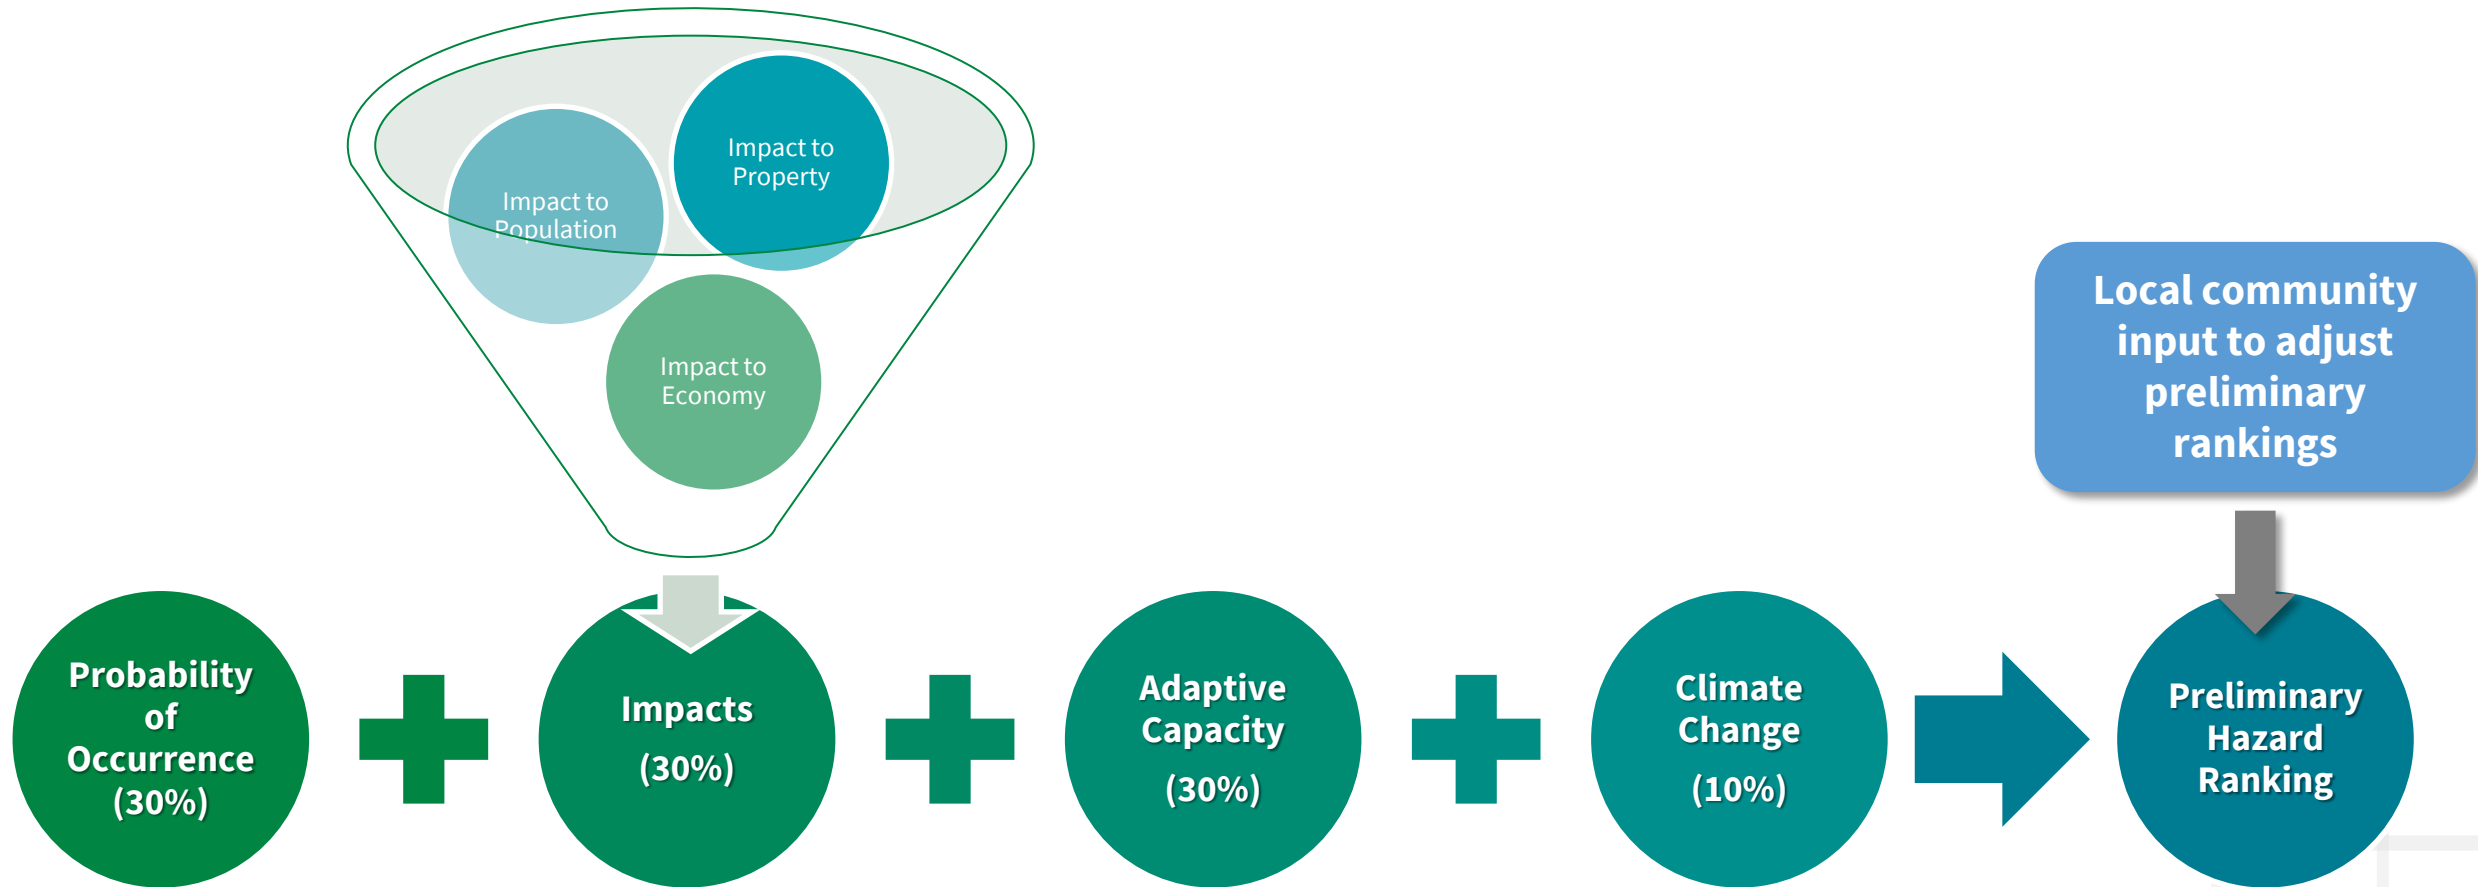 Impact to
Property
Impact to
Population
Impact to
Economy
Local community
input to adjust
preliminary
rankings
Probability
of
Occurrence
(30%)
Impacts
(30%)
Adaptive
Capacity
(30%)
Climate
Change
(10%)
Preliminary
Hazard
Ranking